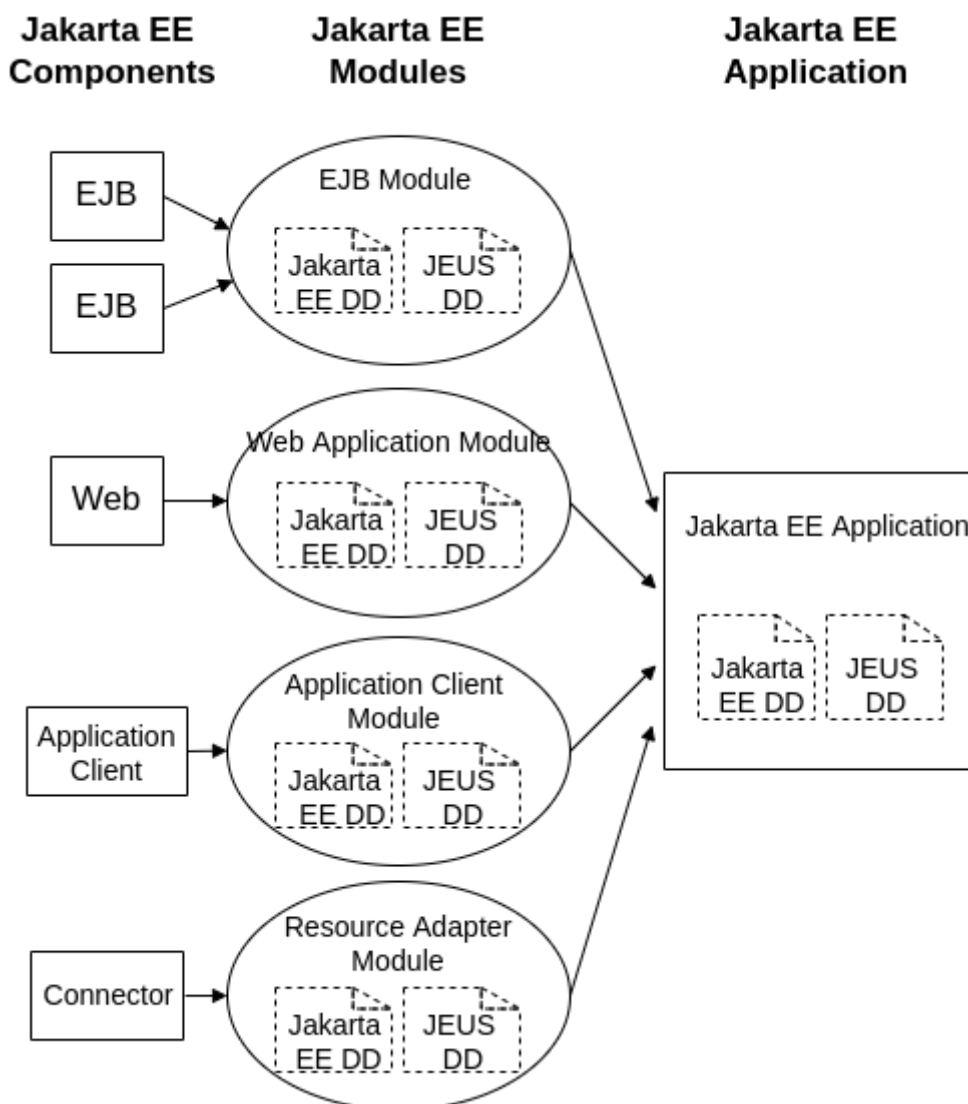 Jakarta EE
Components
Jakarta EE
Modules
Jakarta EE
Application
EJB
EJB
EJB Module
Jakarta
EE DD
JEUS
DD
Web
Web Application Module
Jakarta
EE DD
JEUS
DD
Application
Client
Application Client
Module
Jakarta
EE DD
JEUS
DD
Connector
Resource Adapter
Module
Jakarta
EE DD
JEUS
DD
Jakarta EE Application
Jakarta
EE DD
JEUS
DD